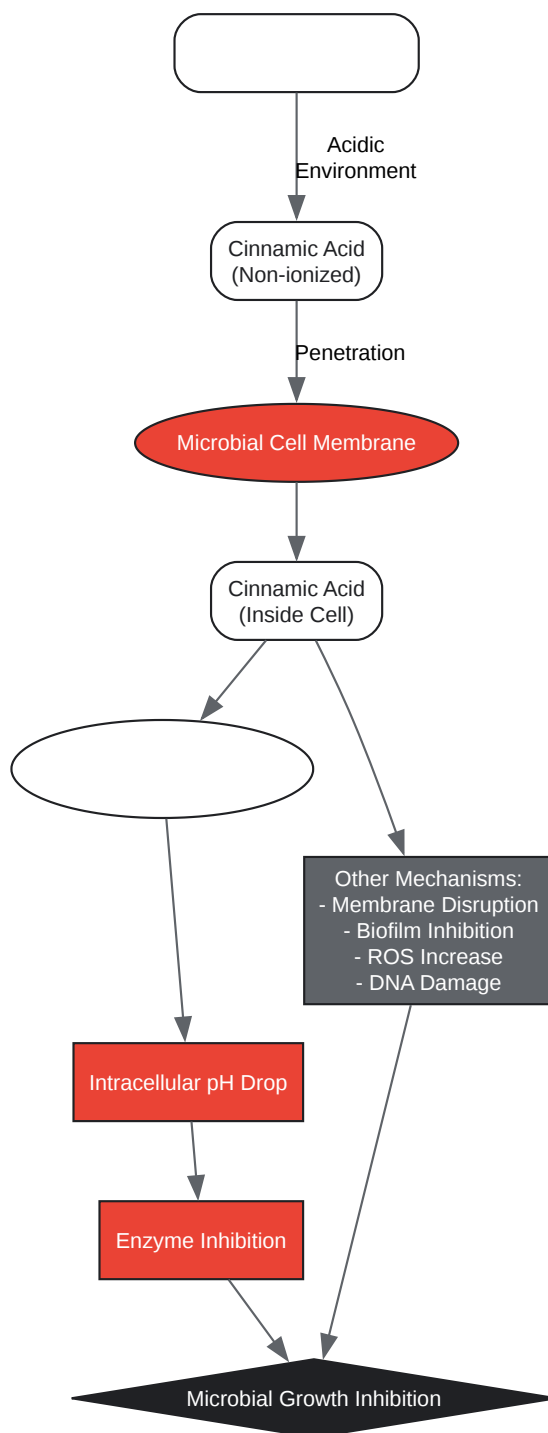 Acidic
Environment
Cinnamic Acid
(Non-ionized)
Penetration
Microbial Cell Membrane
Cinnamic Acid
(Inside Cell)
Other Mechanisms:
- Membrane Disruption
- Biofilm Inhibition
- ROS Increase
- DNA Damage
Intracellular pH Drop
Enzyme Inhibition
Microbial Growth Inhibition